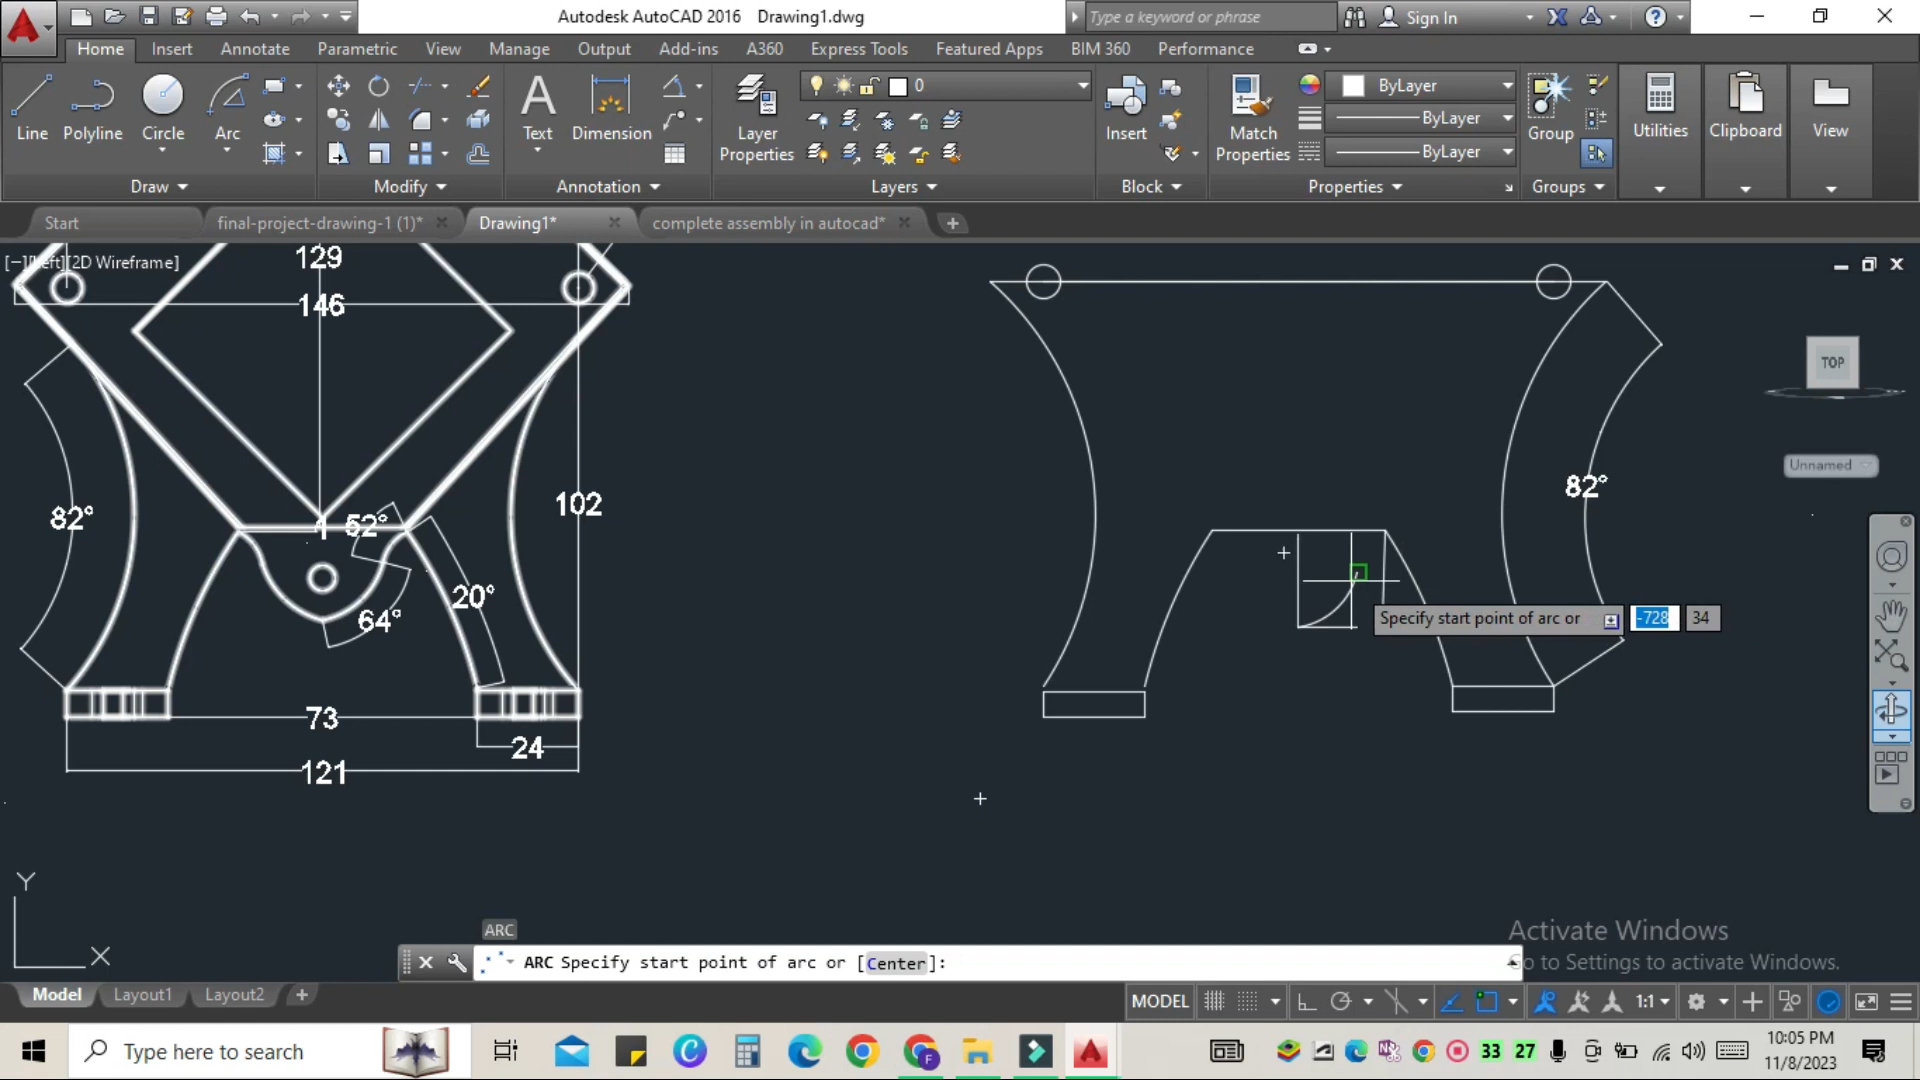 Autodesk AutoCAD 2016 Drawing1.dwg
Type a keyword or phrase
Sign In
Home Insert Annotate Parametric View Manage Output Add-ins A360 Express Tools Featured Apps BIM 360 Performance
Line Polyline Circle Arc
Text Dimension
Layer Properties
0
Insert
Match Properties
ByLayer
ByLayer
ByLayer
Group
Utilities
Clipboard
View
Draw Modify Annotation Layers Block Properties Groups
Start final-project-drawing-1 (1)* Drawing1* complete assembly in autocad*
[−][Left][2D Wireframe]
129
146
TOP
Unnamed
82°
102
82°
52°
20°
64°
Specify start point of arc or -728 34
73
24
121
Y
X
ARC
ARC Specify start point of arc or [Center]:
Activate Windows
Go to Settings to activate Windows.
Model Layout1 Layout2
MODEL 1:1
Type here to search
33 27
10:05 PM
11/8/2023